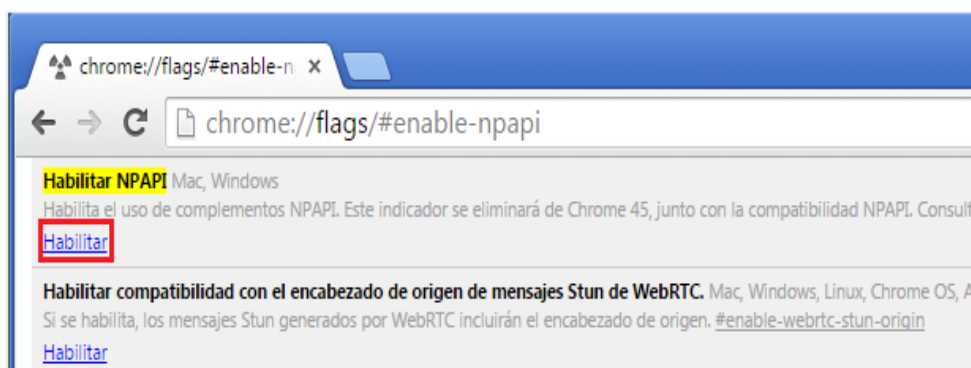 chrome://flags/#enable-n
chrome://flags/#enable-npapi
Habilitar NPAPI Mac, Windows
Habilita el uso de complementos NPAPI. Este indicador se eliminará de Chrome 45, junto con la compatibilidad NPAPI. Consult
Habilitar
Habilitar compatibilidad con el encabezado de origen de mensajes Stun de WebRTC. Mac, Windows, Linux, Chrome OS, A
Si se habilita, los mensajes Stun generados por WebRTC incluirán el encabezado de origen. #enable-webrtc-stun-origin
Habilitar